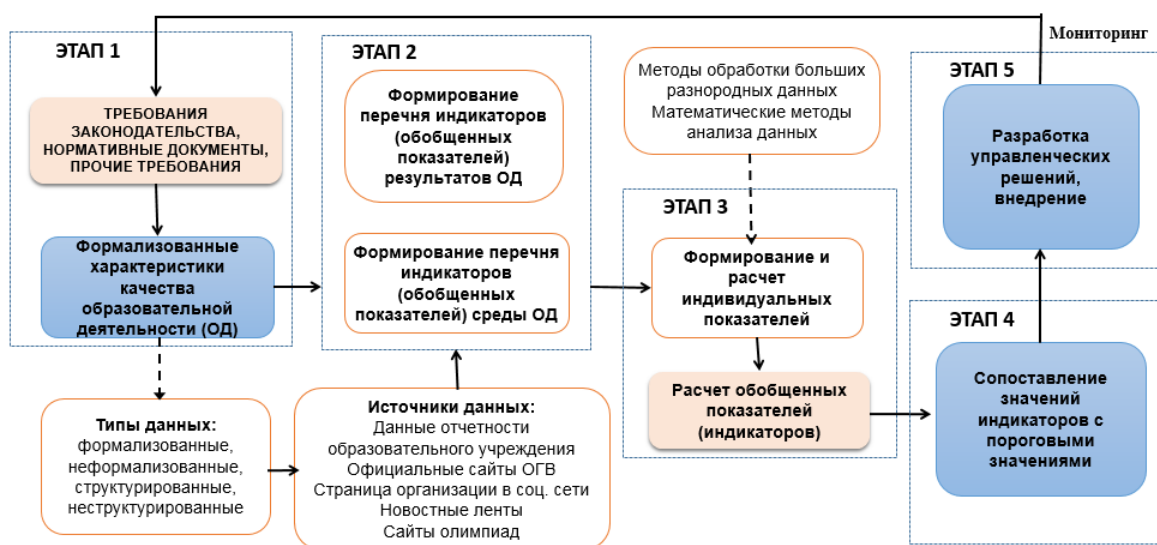 Мониторинг
ЭТАП 1
ТРЕБОВАНИЯ
ЗАКОНОДАТЕЛЬСТВА,
НОРМАТИВНЫЕ ДОКУМЕНТЫ,
ПРОЧИЕ ТРЕБОВАНИЯ
Формализованные
характеристики
качества
образовательной
деятельности (ОД)
Типы данных:
формализованные,
неформализованные,
структурированные,
неструктурированные
ЭТАП 2
Формирование
перечня индикаторов
(обобщенных
показателей)
результатов ОД
Формирование перечня
индикаторов
(обобщенных
показателей) среды ОД
Источники данных:
Данные отчетности
образовательного учреждения
Официальные сайты ОГВ
Страница организации в соц. сети
Новостные ленты
Сайты олимпиад
Методы обработки больших
разнородных данных
Математические методы
анализа данных
ЭТАП 3
Формирование и
расчет
индивидуальных
показателей
Расчет обобщенных
показателей
(индикаторов)
ЭТАП 5
Разработка
управленческих
решений,
внедрение
ЭТАП 4
Сопоставление
значений
индикаторов с
пороговыми
значениями